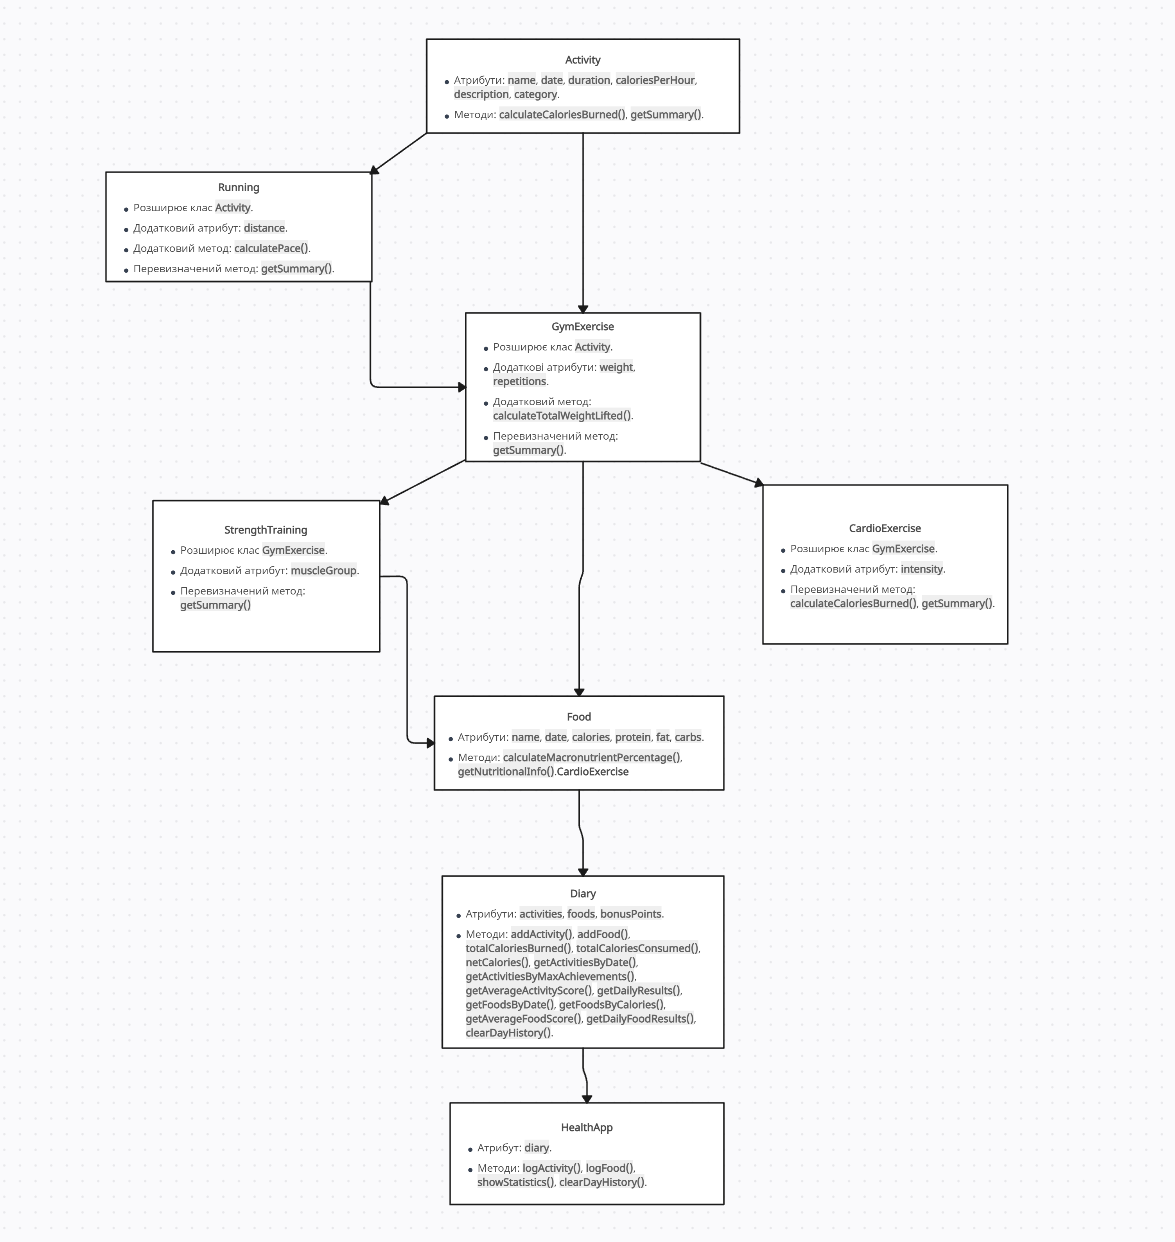 Activity
Атрибути: name, date, duration, caloriesPerHour,
description, category.
Методи: calculateCaloriesBurned(), getSummary().
Running
Розширює клас Activity.
Додатковий атрибут: distance.
Додатковий метод: calculatePace().
Перевизначений метод: getSummary().
GymExercise
Розширює клас Activity.
Додаткові атрибути: weight,
repetitions.
Додатковий метод:
calculateTotalWeightLifted().
Перевизначений метод:
getSummary().
StrengthTraining
Розширює клас GymExercise.
Додатковий атрибут: muscleGroup.
Перевизначений метод:
getSummary()
CardioExercise
Розширює клас GymExercise.
Додатковий атрибут: intensity.
Перевизначений метод:
calculateCaloriesBurned(), getSummary().
Food
Атрибути: name, date, calories, protein, fat, carbs.
Методи: calculateMacronutrientPercentage(),
getNutritionalInfo().CardioExercise
Diary
Атрибути: activities, foods, bonusPoints.
Методи: addActivity(), addFood(),
totalCaloriesBurned(), totalCaloriesConsumed(),
netCalories(), getActivitiesByDate(),
getActivitiesByMaxAchievements(),
getAverageActivityScore(), getDailyResults(),
getFoodsByDate(), getFoodsByCalories(),
getAverageFoodScore(), getDailyFoodResults(),
clearDayHistory().
HealthApp
Атрибут: diary.
Методи: logActivity(), logFood(),
showStatistics(), clearDayHistory().